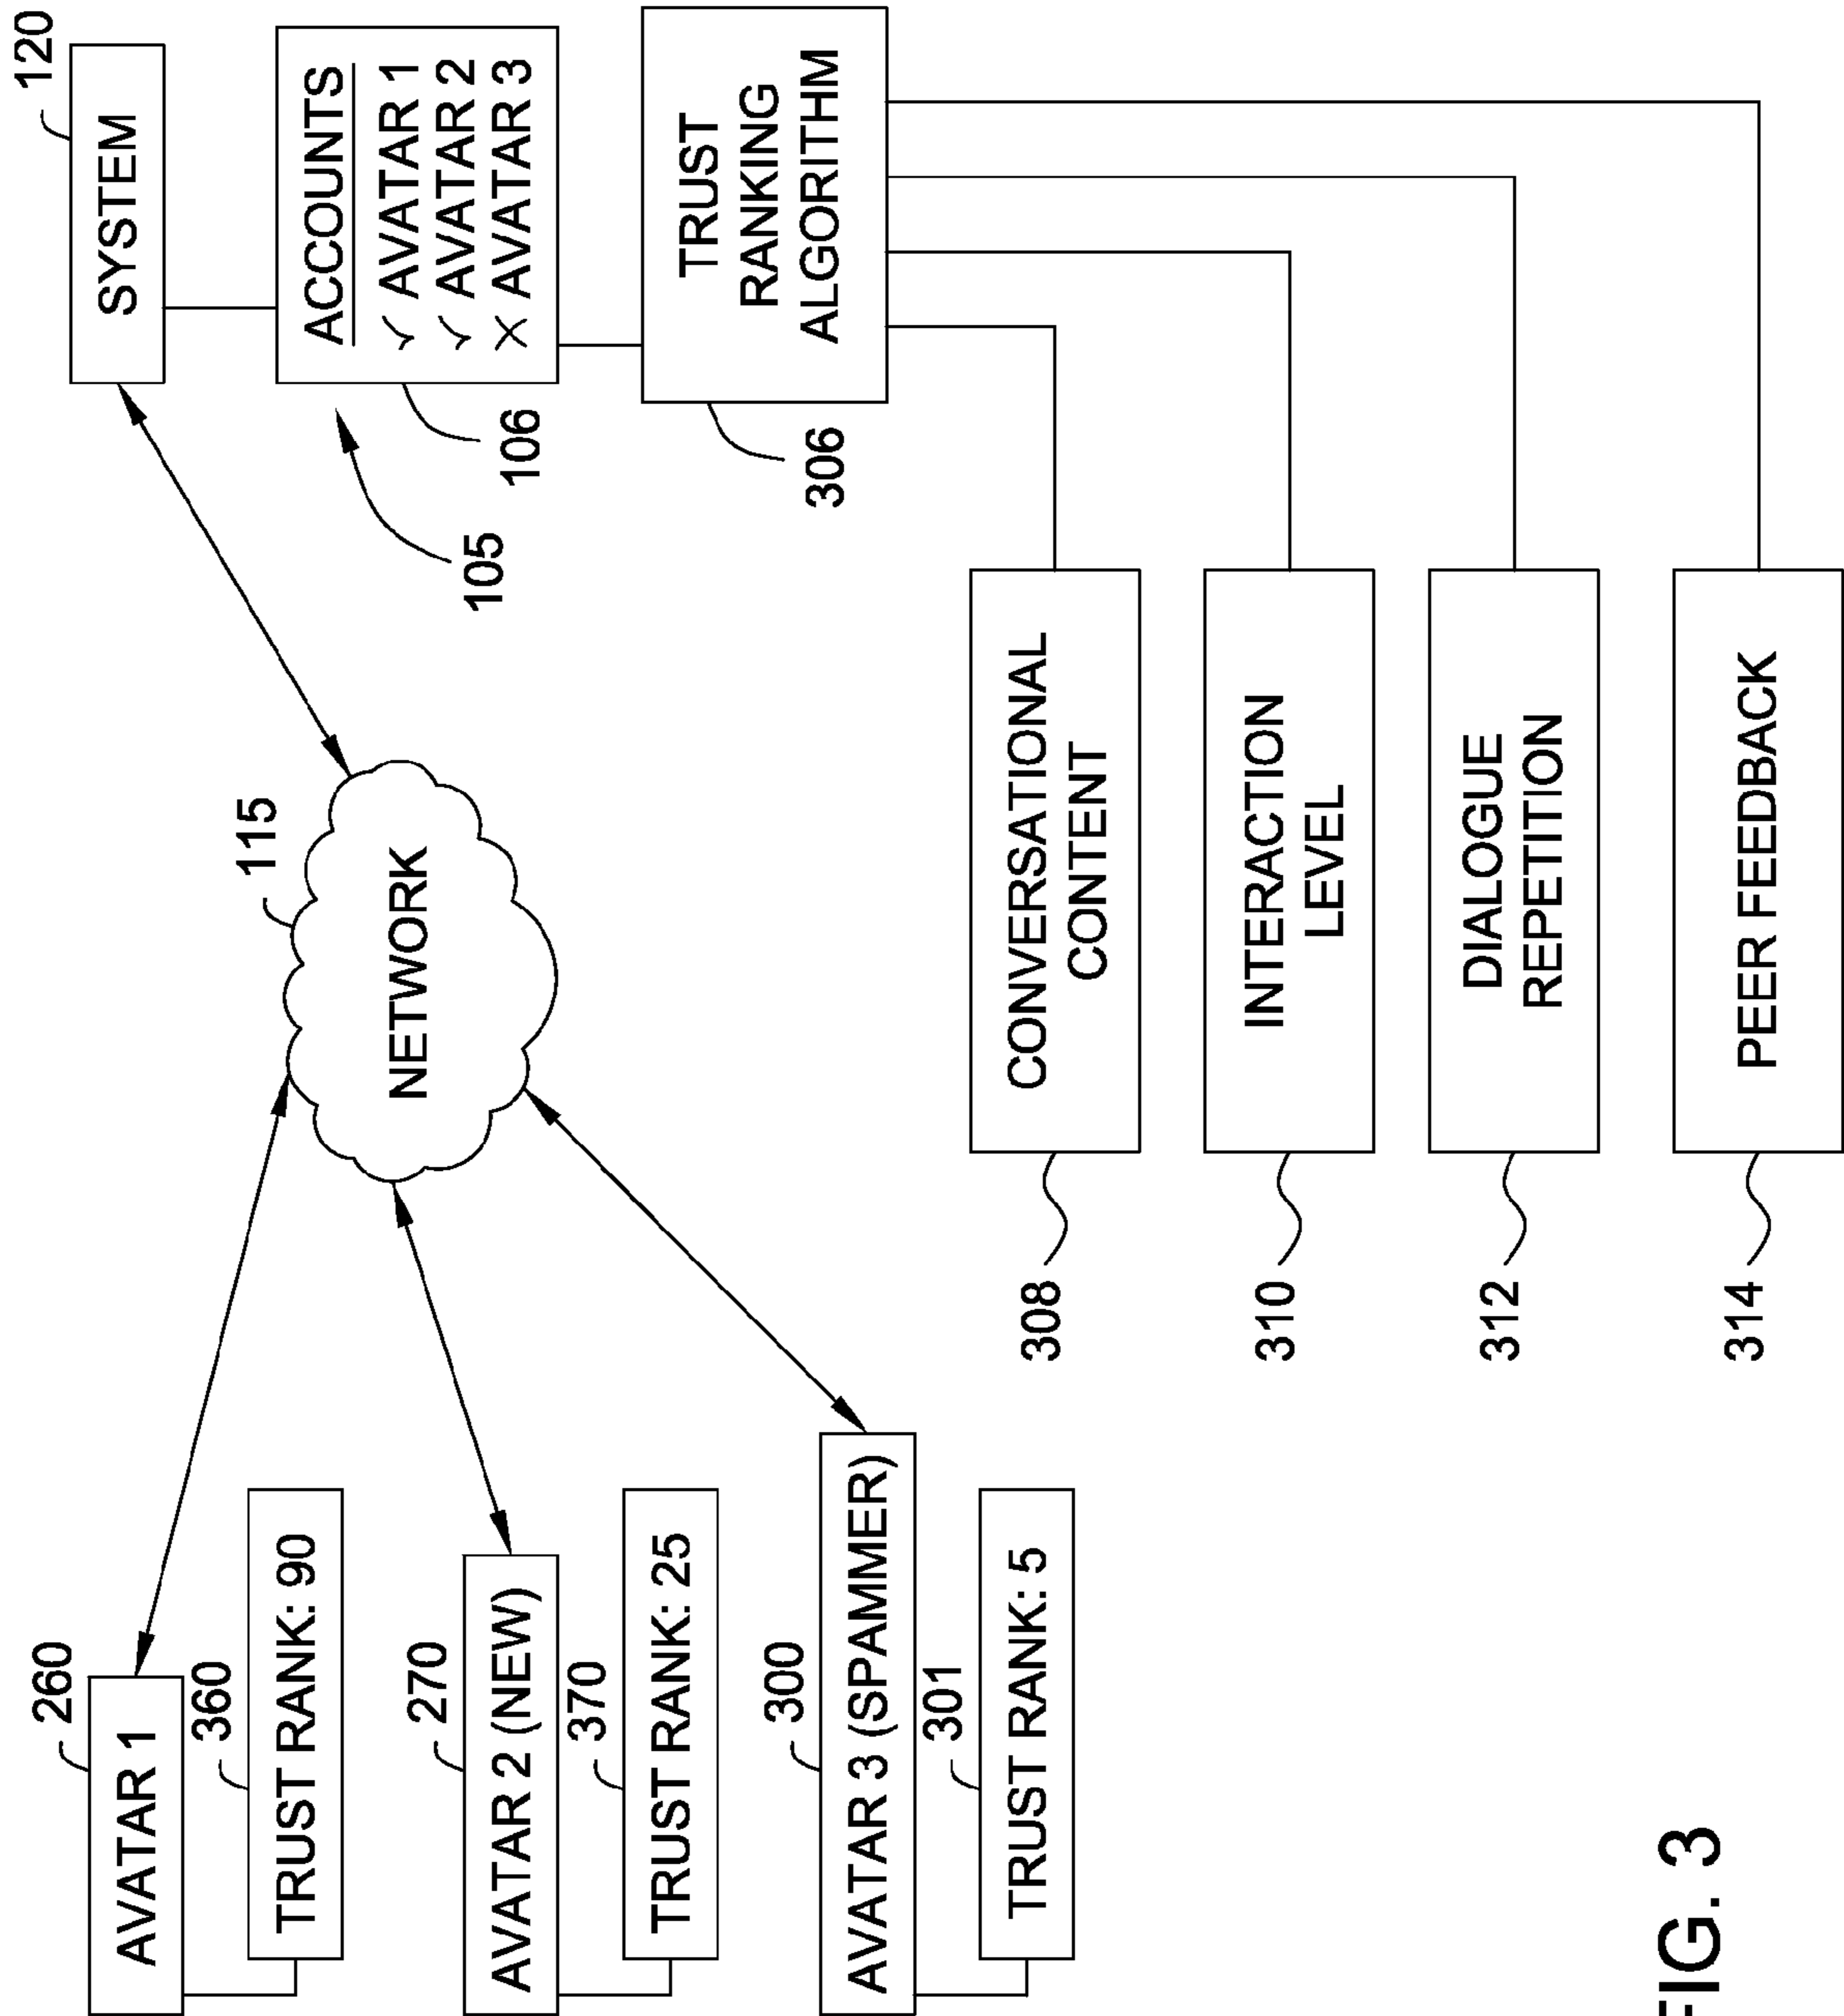 260
AVATAR 1
360
TRUST RANK: 90
270
AVATAR 2 (NEW)
370
TRUST RANK: 25
300
AVATAR 3 (SPAMMER)
301
TRUST RANK: 5
115
NETWORK
120
SYSTEM
ACCOUNTS
✓ AVATAR 1
✓ AVATAR 2
X AVATAR 3
105
106
TRUST
RANKING
ALGORITHM
306
CONVERSATIONAL
CONTENT
308
INTERACTION
LEVEL
310
DIALOGUE
REPETITION
312
PEER FEEDBACK
314
FIG. 3